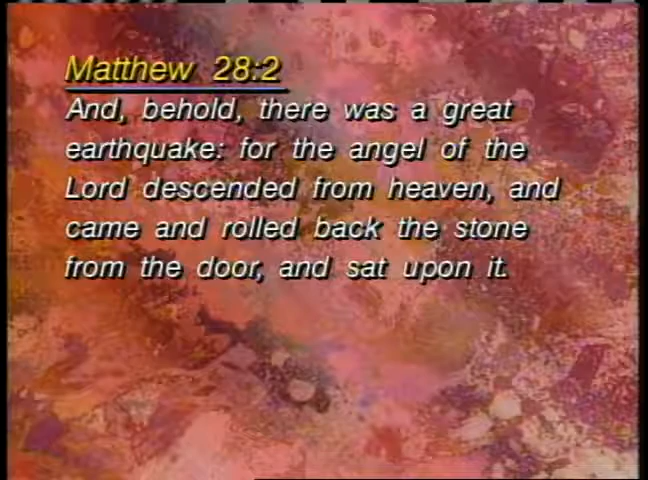 Matthew 28:2
And, behold, there was a great
earthquake: for the angel of the
Lord descended from heaven, and
came and rolled back the stone
from the door, and sat upon it.